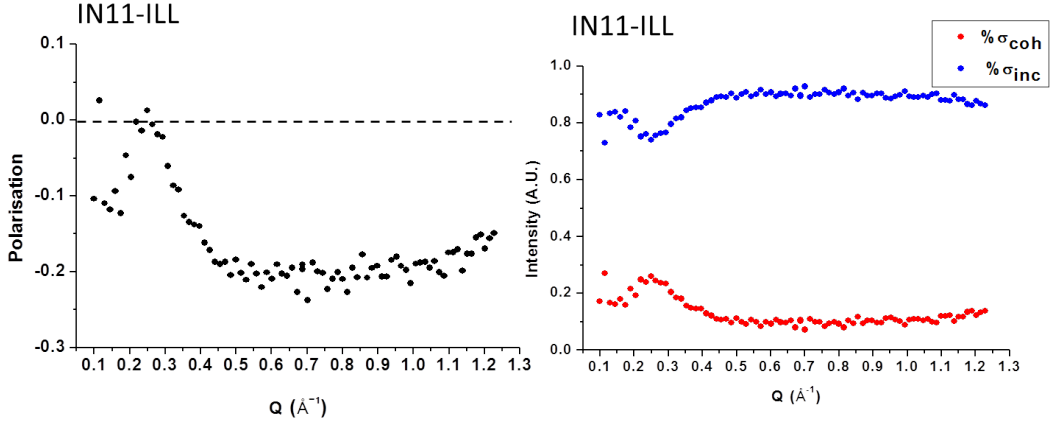 IN11-ILL
0.1
0.0
-0.1
-0.2
-0.3
Polarisation
0.1 0.2 0.3 0.4 0.5 0.6 0.7 0.8 0.9 1.0 1.1 1.2 1.3
Q (Å⁻¹)
IN11-ILL
% σcoh
% σinc
1.0
0.8
0.6
0.4
0.2
0.0
Intensity (A.U.)
0.1 0.2 0.3 0.4 0.5 0.6 0.7 0.8 0.9 1.0 1.1 1.2 1.3
Q (Å⁻¹)